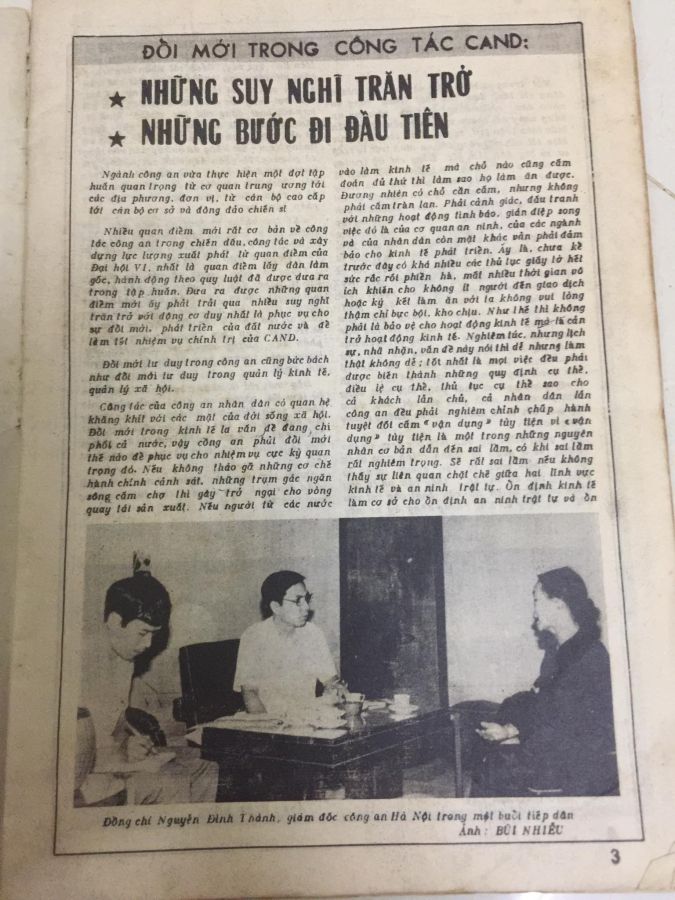 ĐỔI MỚI TRONG CÔNG TÁC CAND:
★ NHỮNG SUY NGHĨ TRĂN TRỞ
★ NHỮNG BƯỚC ĐI ĐẦU TIÊN
Ngành công an vừa thực hiện một đợt tập
huấn quan trọng từ cơ quan trung ương tới
các địa phương, đơn vị, từ cán bộ cao cấp
tới cán bộ cơ sở và đông đảo chiến sĩ
Nhiều quan điểm mới rất cơ bản về công
tác công an trong chiến đấu, công tác và xây
dựng lực lượng xuất phát từ quan điểm của
Đại hội VI, nhất là quan điểm lấy dân làm
gốc, hành động theo quy luật đã được đưa ra
trong tập huấn. Đưa ra được những quan
điểm mới ấy phải trải qua nhiều suy nghĩ
trăn trở với động cơ duy nhất là phục vụ cho
sự đổi mới, phát triển của đất nước và để
làm tốt nhiệm vụ chính trị của CAND.
Đổi mới tư duy trong công an cũng bức bách
như đổi mới tư duy trong quản lý kinh tế,
quản lý xã hội.
Công tác của công an nhân dân có quan hệ
khăng khít với các mặt của đời sống xã hội.
Đổi mới trong kinh tế là vấn đề đang chi
phối cả nước, vậy công an phải đổi mới
thế nào để phục vụ cho nhiệm vụ cực kỳ quan
trọng đó. Nếu không tháo gỡ những cơ chế
hành chính cảnh sát, những trạm gác ngăn
sông cấm chợ thì gây trở ngại cho vòng
quay tái sản xuất. Nếu người từ các nước
vào làm kinh tế mà chỗ nào cũng cấm
đoán đủ thứ thì làm sao họ làm ăn được.
Đương nhiên có chỗ cần cấm, nhưng không
phải cấm tràn lan. Phải cảnh giác, đấu tranh
với những hoạt động tình báo, gián điệp song
việc đó là của cơ quan an ninh, của các ngành
và của nhân dân còn mặt khác vẫn phải đảm
bảo cho kinh tế phát triển. Ấy là, chưa kể
trước đây có khá nhiều các thủ tục giấy tờ hết
sức rắc rối phiền hà, mất nhiều thời gian vô
ích khiến cho không ít người đến giao dịch
hoặc ký kết làm ăn với ta không vui lòng
thậm chí bực bội, khó chịu. Như thế thì không
phải là bảo vệ cho hoạt động kinh tế mà là cản
trở hoạt động kinh tế. Nghiêm túc, nhưng lịch
sự, nhã nhặn, vấn đề này nói thì dễ nhưng làm
thật không dễ; tốt nhất là mọi việc đều phải
được biến thành những quy định cụ thể,
điều lệ cụ thể, thủ tục cụ thể sao cho
cả khách lẫn chủ, cả nhân dân lẫn
công an đều phải nghiêm chỉnh chấp hành
tuyệt đối cấm « vận dụng » tùy tiện vì « vận
dụng » tùy tiện là một trong những nguyên
nhân cơ bản dẫn đến sai lầm, có khi sai lầm
rất nghiêm trọng. Sẽ rất sai lầm nếu không
thấy sự liên quan chặt chẽ giữa hai lĩnh vực
kinh tế và an ninh trật tự. Ổn định kinh tế
làm cơ sở cho ổn định an ninh trật tự và ổn
Đồng chí Nguyễn Đình Thành, giám đốc công an Hà Nội trong một buổi tiếp dân
Ảnh: BÙI NHIÊU
3